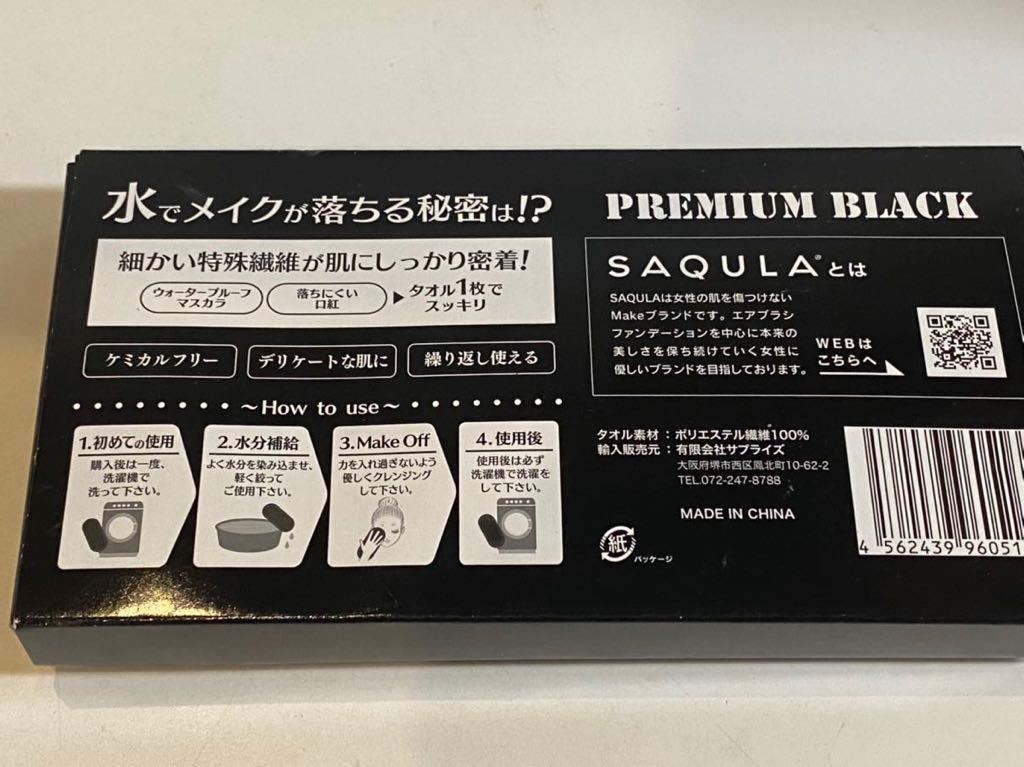 水でメイクが落ちる秘密は!?
細かい特殊繊維が肌にしっかり密着!
ウォータープルーフ
マスカラ
落ちにくい
口紅
タオル1枚で
スッキリ
ケミカルフリー
デリケートな肌に
繰り返し使える
～How to use～
1.初めての使用
購入後は一度、
洗濯機で
洗って下さい。
2.水分補給
よく水分を染み込ませ、
軽く絞って
ご使用下さい。
3.Make Off
力を入れ過ぎないよう
優しくクレンジング
して下さい。
4.使用後
使用後は必ず
洗濯機で洗濯を
して下さい。
PREMIUM BLACK
SAQULA®とは
SAQULAは女性の肌を傷つけない
Makeブランドです。エアブラシ
ファンデーションを中心に本来の
美しさを保ち続けていく女性に
優しいブランドを目指しております。
WEBは
こちらへ
タオル素材：ポリエステル繊維100%
輸入販売元：有限会社サプライズ
大阪府堺市西区鳳北町10-62-2
TEL.072-247-8788
MADE IN CHINA
紙
パッケージ
4 562439 96051